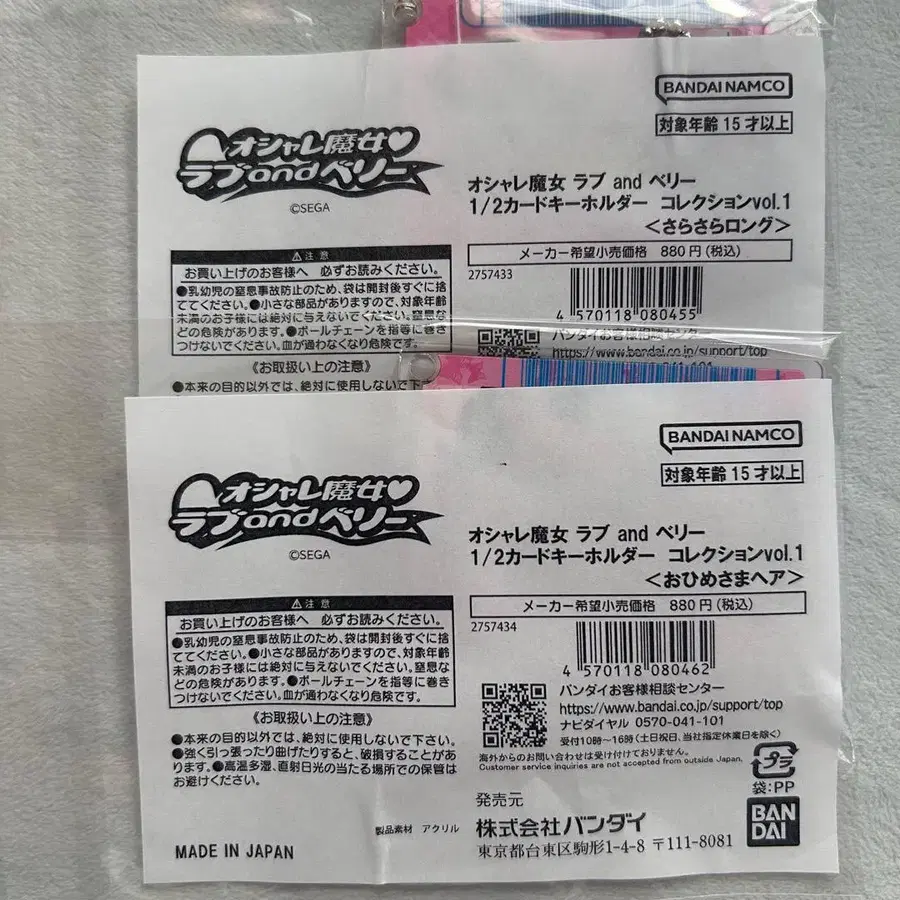 BANDAI NAMCO
対象年齢 15才以上
オシャレ魔女♥
ラブandベリー
©SEGA
オシャレ魔女 ラブ and ベリー
1/2カードキーホルダー コレクションvol.1
<さらさらロング>
メーカー希望小売価格 880円(税込)
2757433
4 570118 080455
⚠注意
お買い上げのお客様へ 必ずお読みください。
●乳幼児の窒息事故防止のため、袋は開封後すぐに捨
ててください。●小さな部品がありますので、対象年齢
未満のお子様には絶対に与えないでください。窒息な
どの危険があります。●ボールチェーンを指等に巻き
つけないでください。血が通わなくなり危険です。
《お取扱い上の注意》
●本来の目的以外では、絶対に使用しないで下
バンダイお客様相談センタ
https://www.bandai.co.jp/support/top
BANDAI NAMCO
対象年齢 15才以上
オシャレ魔女♥
ラブandベリー
©SEGA
オシャレ魔女 ラブ and ベリー
1/2カードキーホルダー コレクションvol.1
<おひめさまヘア>
メーカー希望小売価格 880円(税込)
2757434
4 570118 080462
⚠注意
お買い上げのお客様へ 必ずお読みください。
●乳幼児の窒息事故防止のため、袋は開封後すぐに捨
ててください。●小さな部品がありますので、対象年齢
未満のお子様には絶対に与えないでください。窒息な
どの危険があります。●ボールチェーンを指等に巻き
つけないでください。血が通わなくなり危険です。
《お取扱い上の注意》
●本来の目的以外では、絶対に使用しないで下さい。
●強く引っ張ったり曲げたりすると、破損することがあ
ります。●高温多湿、直射日光の当たる場所での保管は
お避けください。
バンダイお客様相談センター
https://www.bandai.co.jp/support/top
ナビダイヤル 0570-041-101
受付10時～16時(土日祝日、当社指定休業日を除く)
海外からのお問い合わせは受け付けておりません。
Customer service inquiries are not accepted from outside Japan.
プラ
袋:PP
発売元
株式会社バンダイ
東京都台東区駒形1-4-8 〒111-8081
BANDAI
製品素材 アクリル
MADE IN JAPAN